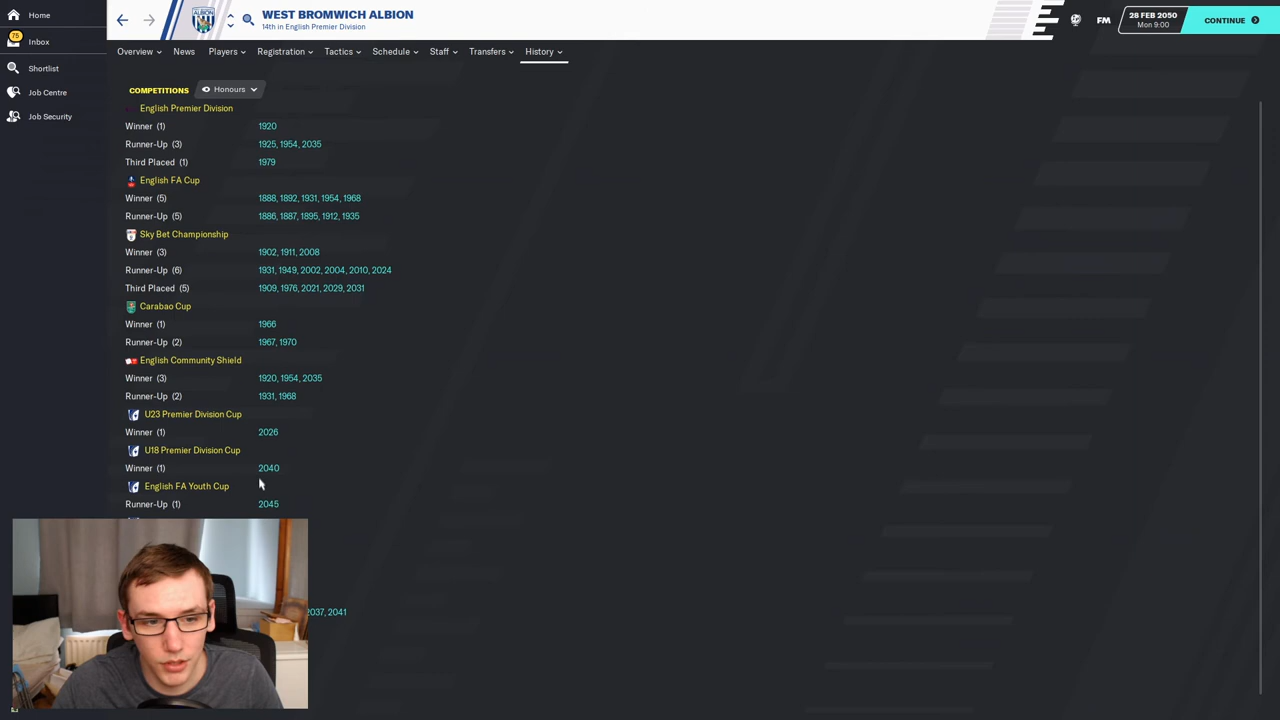 Home
WEST BROMWICH ALBION
14th in English Premier Division
FM
28 FEB 2050
Mon 9:00
CONTINUE
75
Inbox
Shortlist
Job Centre
Job Security
Overview
News
Players
Registration
Tactics
Schedule
Staff
Transfers
History
COMPETITIONS
Honours
English Premier Division
Winner (1) 1920
Runner-Up (3) 1925, 1954, 2035
Third Placed (1) 1979
English FA Cup
Winner (5) 1888, 1892, 1931, 1954, 1968
Runner-Up (5) 1886, 1887, 1895, 1912, 1935
Sky Bet Championship
Winner (3) 1902, 1911, 2008
Runner-Up (6) 1931, 1949, 2002, 2004, 2010, 2024
Third Placed (5) 1909, 1976, 2021, 2029, 2031
Carabao Cup
Winner (1) 1966
Runner-Up (2) 1967, 1970
English Community Shield
Winner (3) 1920, 1954, 2035
Runner-Up (2) 1931, 1968
U23 Premier Division Cup
Winner (1) 2026
U18 Premier Division Cup
Winner (1) 2040
English FA Youth Cup
Runner-Up (1) 2045
2037, 2041